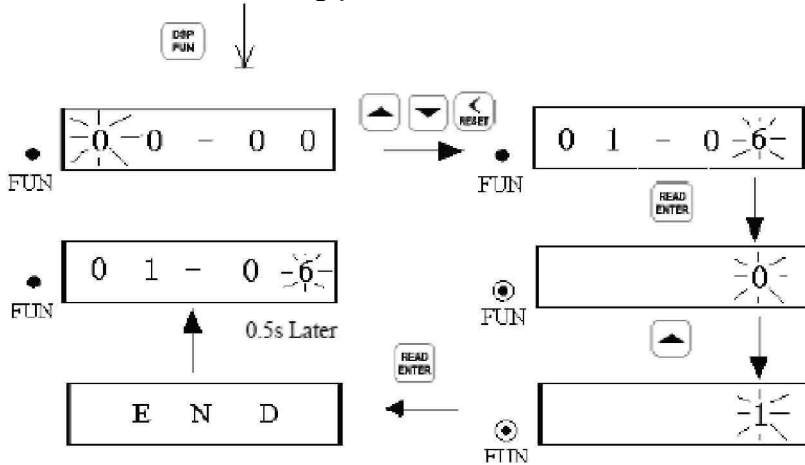 DSP
FUN
0 0 - 0 0
FUN
RESET
0 1 - 0 6
FUN
READ
ENTER
0
FUN
1
FUN
READ
ENTER
E N D
0.5s Later
0 1 - 0 6
FUN